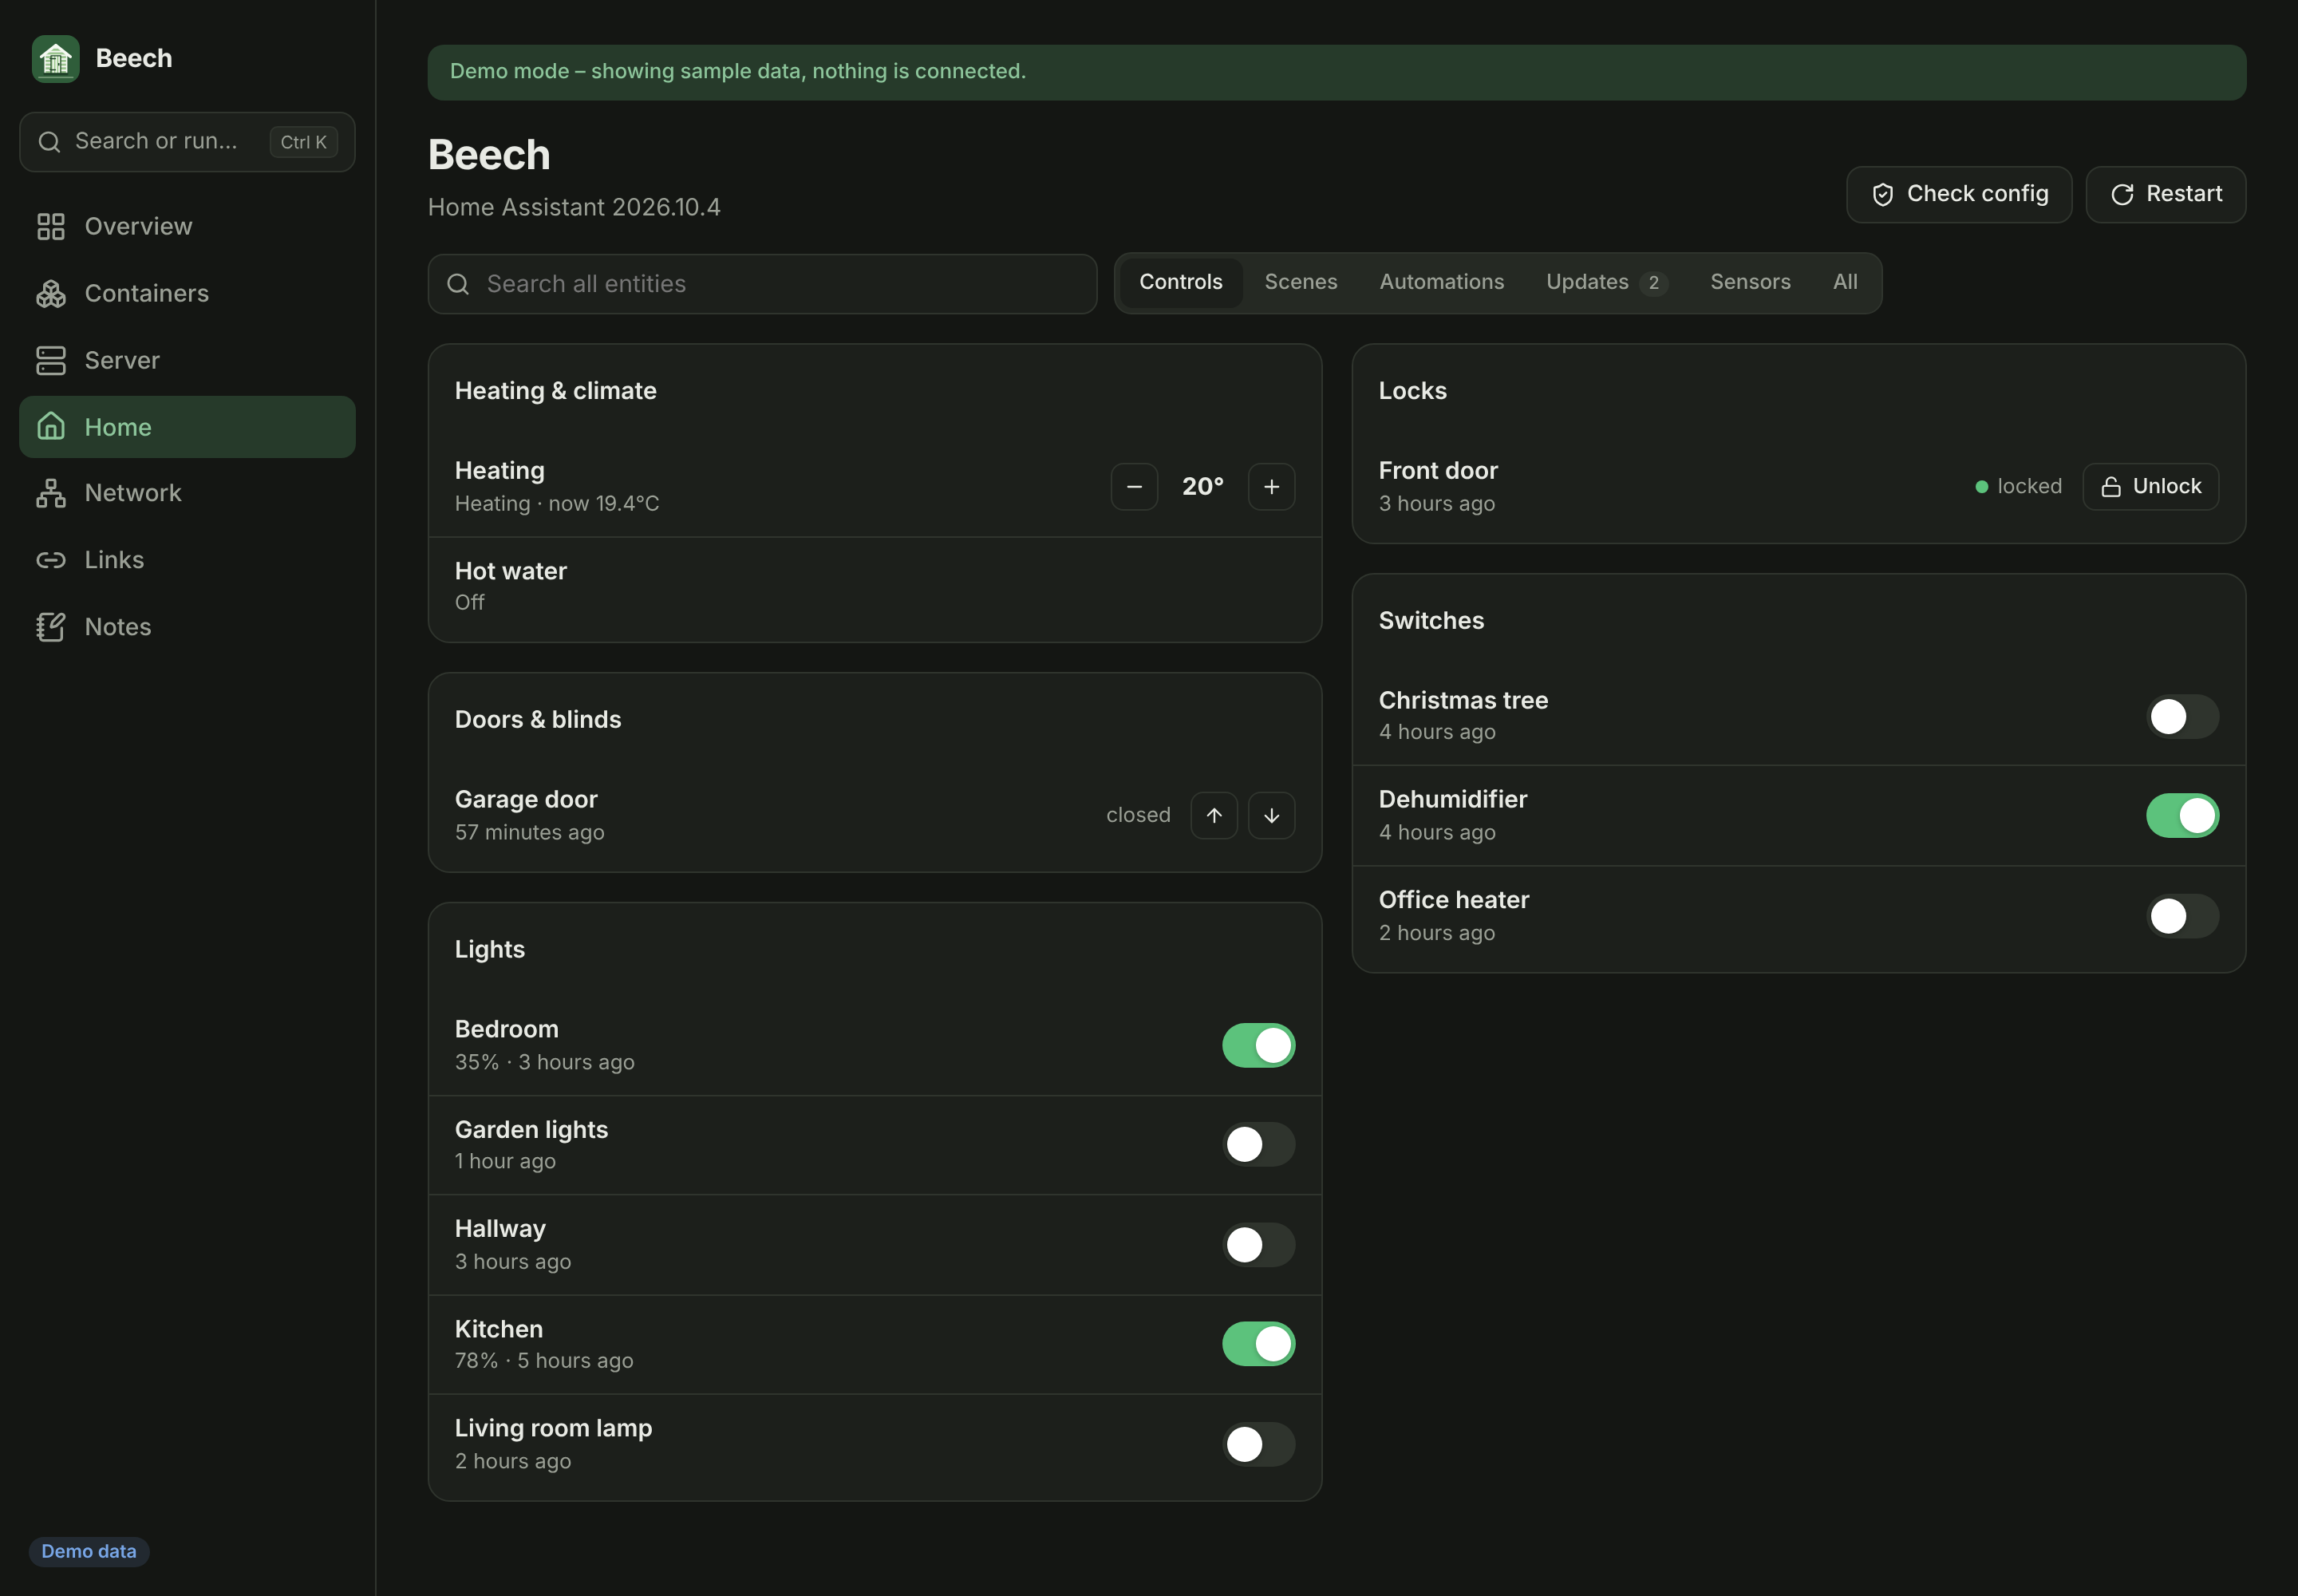 Beech
Search or run... Ctrl K
Overview
Containers
Server
Home
Network
Links
Notes
Demo data
Demo mode – showing sample data, nothing is connected.
Beech
Home Assistant 2026.10.4
Check config
Restart
Search all entities
Controls Scenes Automations Updates 2 Sensors All
Heating & climate
Heating
Heating · now 19.4°C
20°
Hot water
Off
Doors & blinds
Garage door
57 minutes ago
closed
Lights
Bedroom
35% · 3 hours ago
Garden lights
1 hour ago
Hallway
3 hours ago
Kitchen
78% · 5 hours ago
Living room lamp
2 hours ago
Locks
Front door
3 hours ago
locked
Unlock
Switches
Christmas tree
4 hours ago
Dehumidifier
4 hours ago
Office heater
2 hours ago